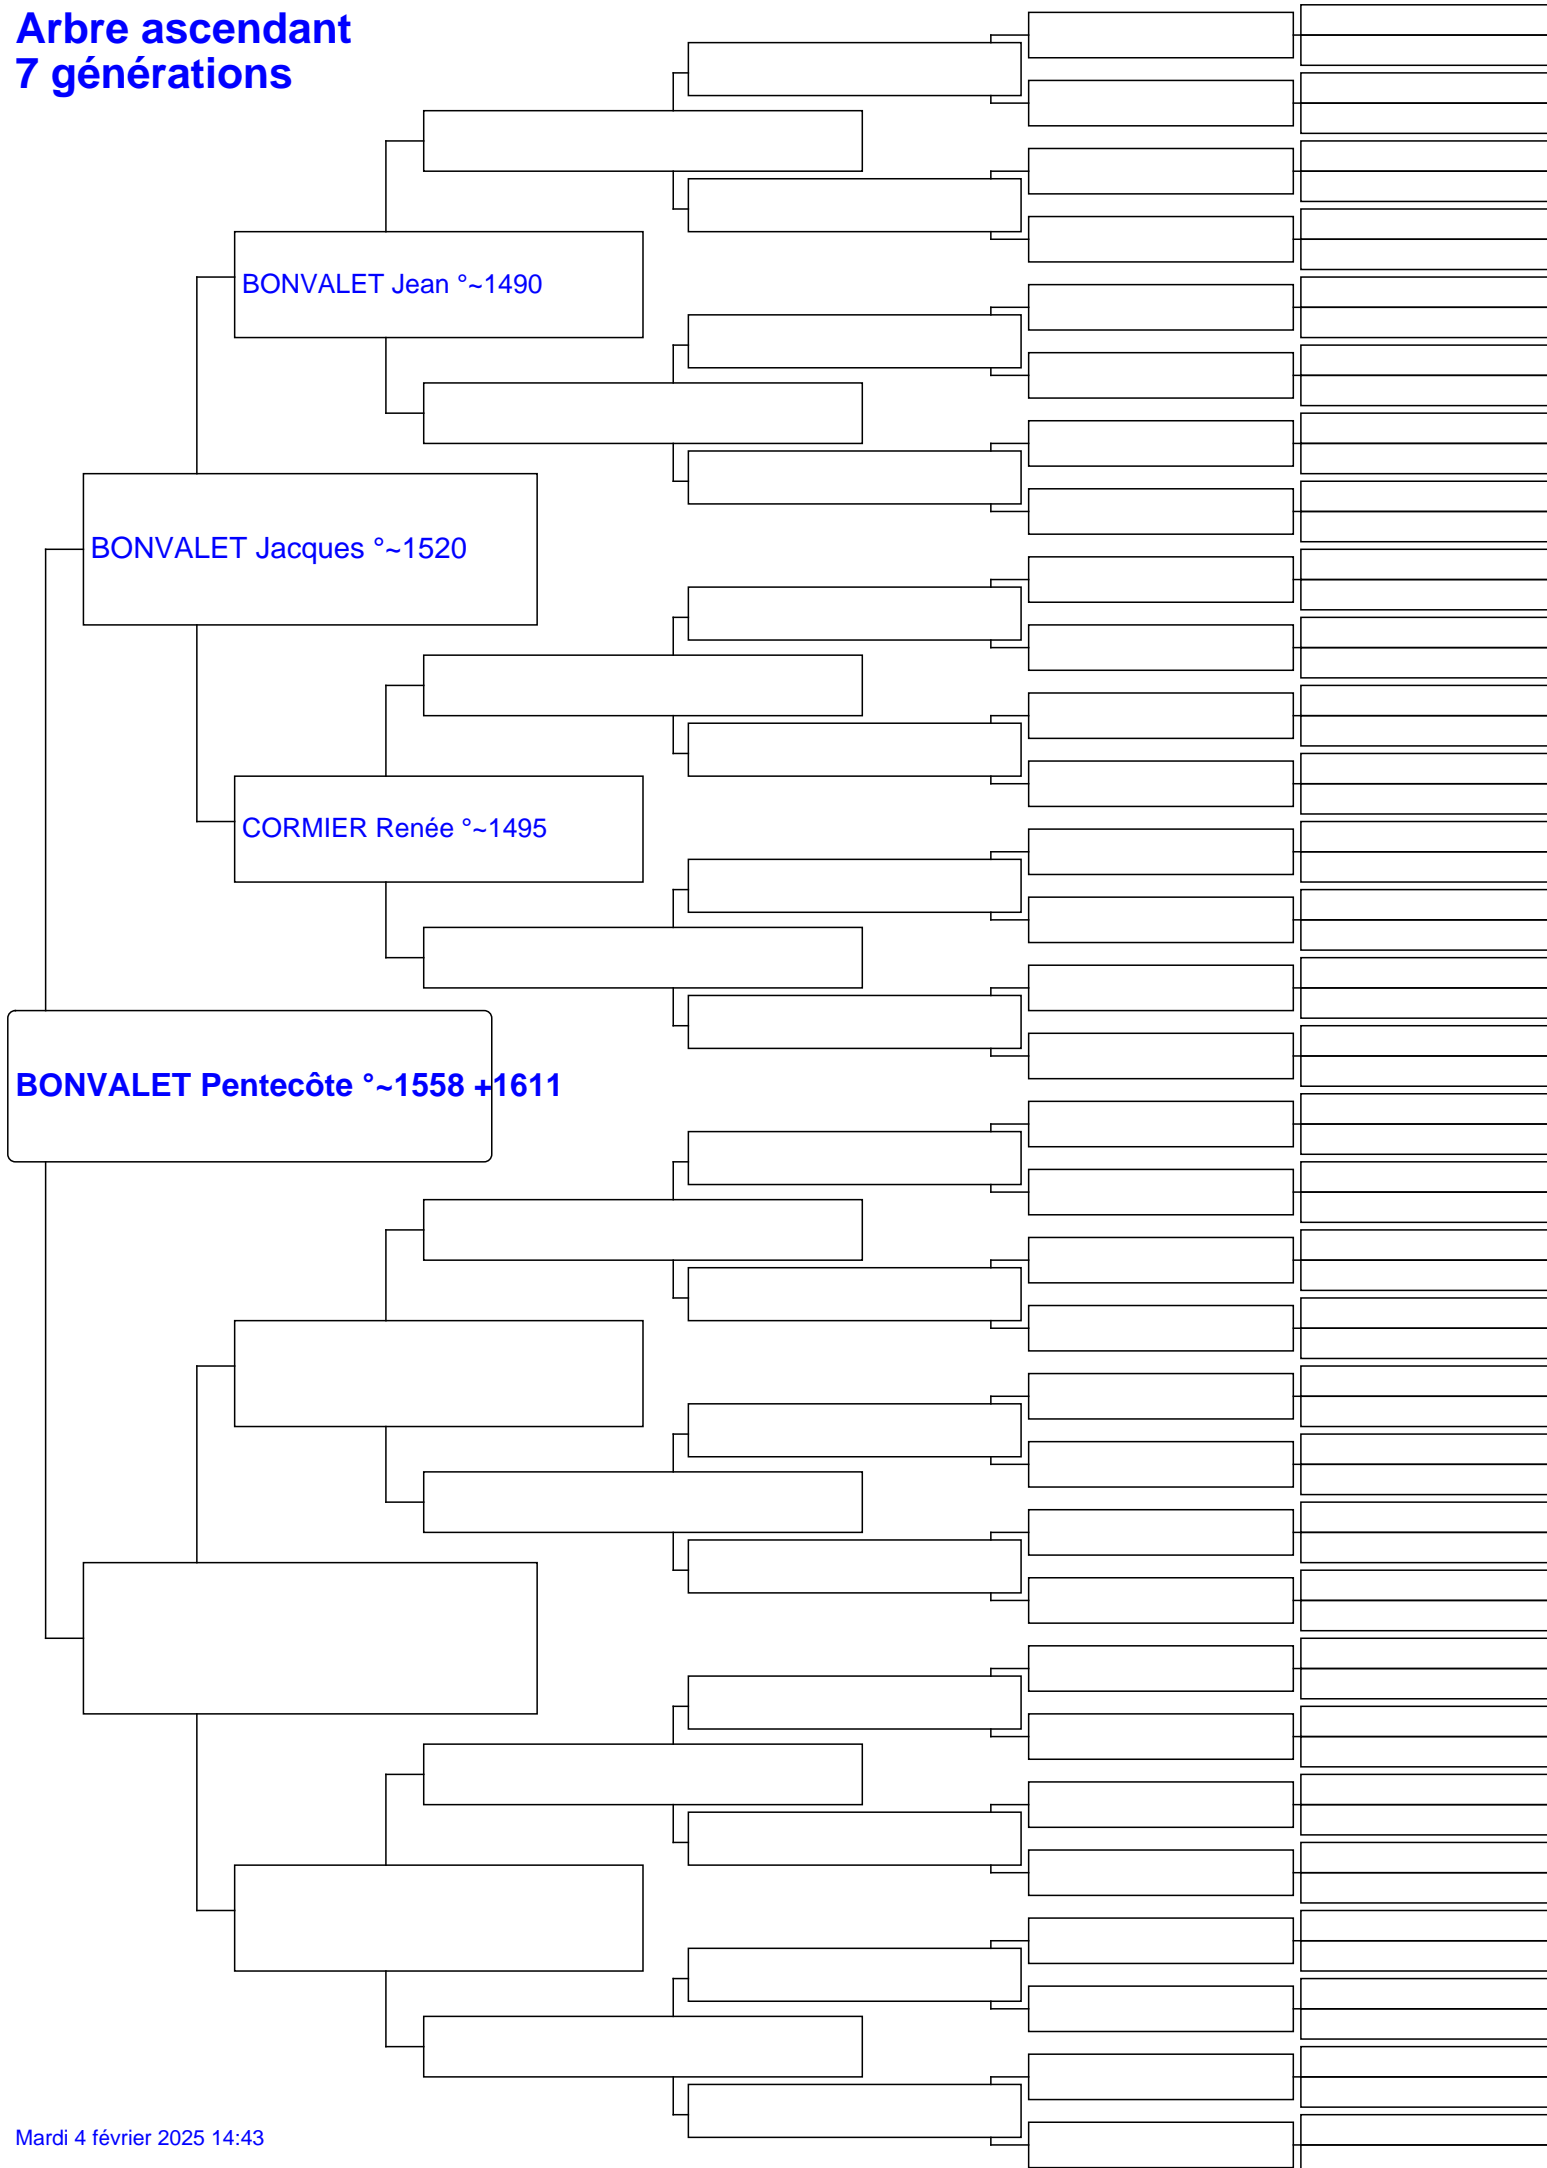 Arbre ascendant
7 générations
BONVALET Jean °~1490
BONVALET Jacques °~1520
CORMIER Renée °~1495
BONVALET Pentecôte °~1558 +1611
Mardi 4 février 2025 14:43